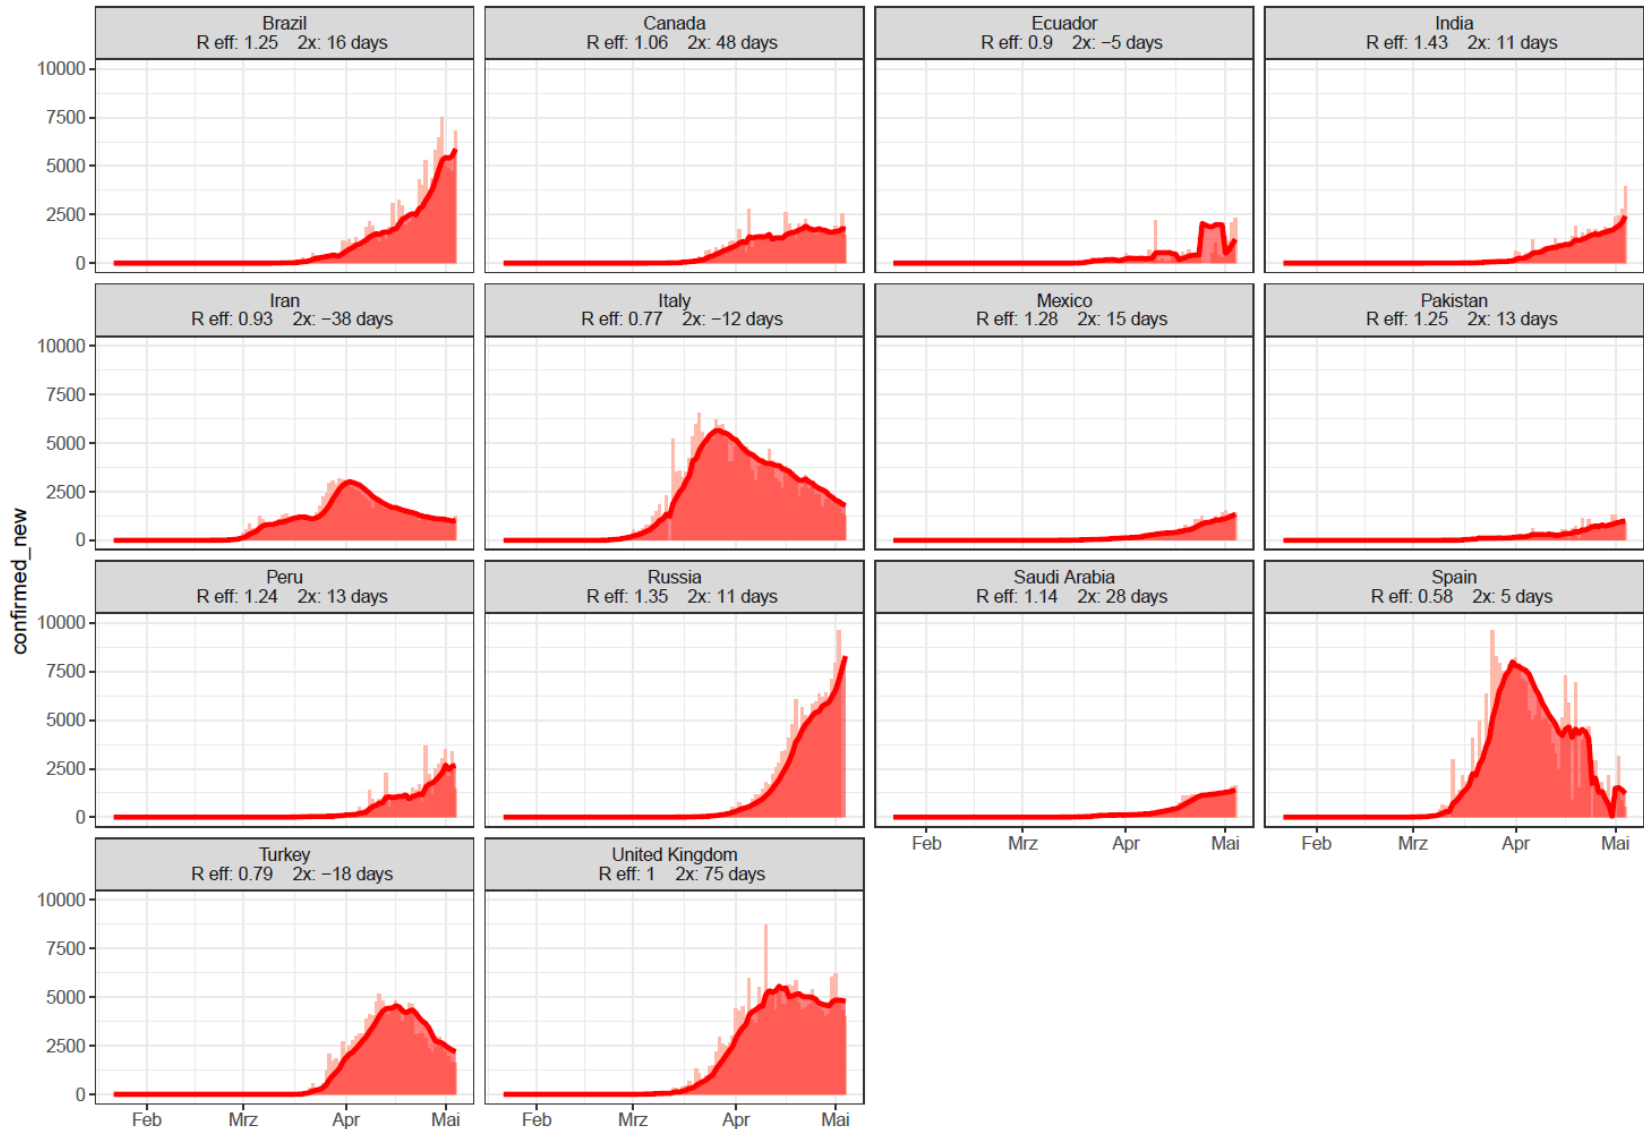 Brazil
R eff: 1.25 2x: 16 days
Canada
R eff: 1.06 2x: 48 days
Ecuador
R eff: 0.9 2x: −5 days
India
R eff: 1.43 2x: 11 days
10000
7500
5000
2500
0
Iran
R eff: 0.93 2x: −38 days
Italy
R eff: 0.77 2x: −12 days
Mexico
R eff: 1.28 2x: 15 days
Pakistan
R eff: 1.25 2x: 13 days
10000
7500
5000
2500
0
confirmed_new
Peru
R eff: 1.24 2x: 13 days
Russia
R eff: 1.35 2x: 11 days
Saudi Arabia
R eff: 1.14 2x: 28 days
Spain
R eff: 0.58 2x: 5 days
10000
7500
5000
2500
0
Feb Mrz Apr Mai
Feb Mrz Apr Mai
Turkey
R eff: 0.79 2x: −18 days
United Kingdom
R eff: 1 2x: 75 days
10000
7500
5000
2500
0
Feb Mrz Apr Mai
Feb Mrz Apr Mai